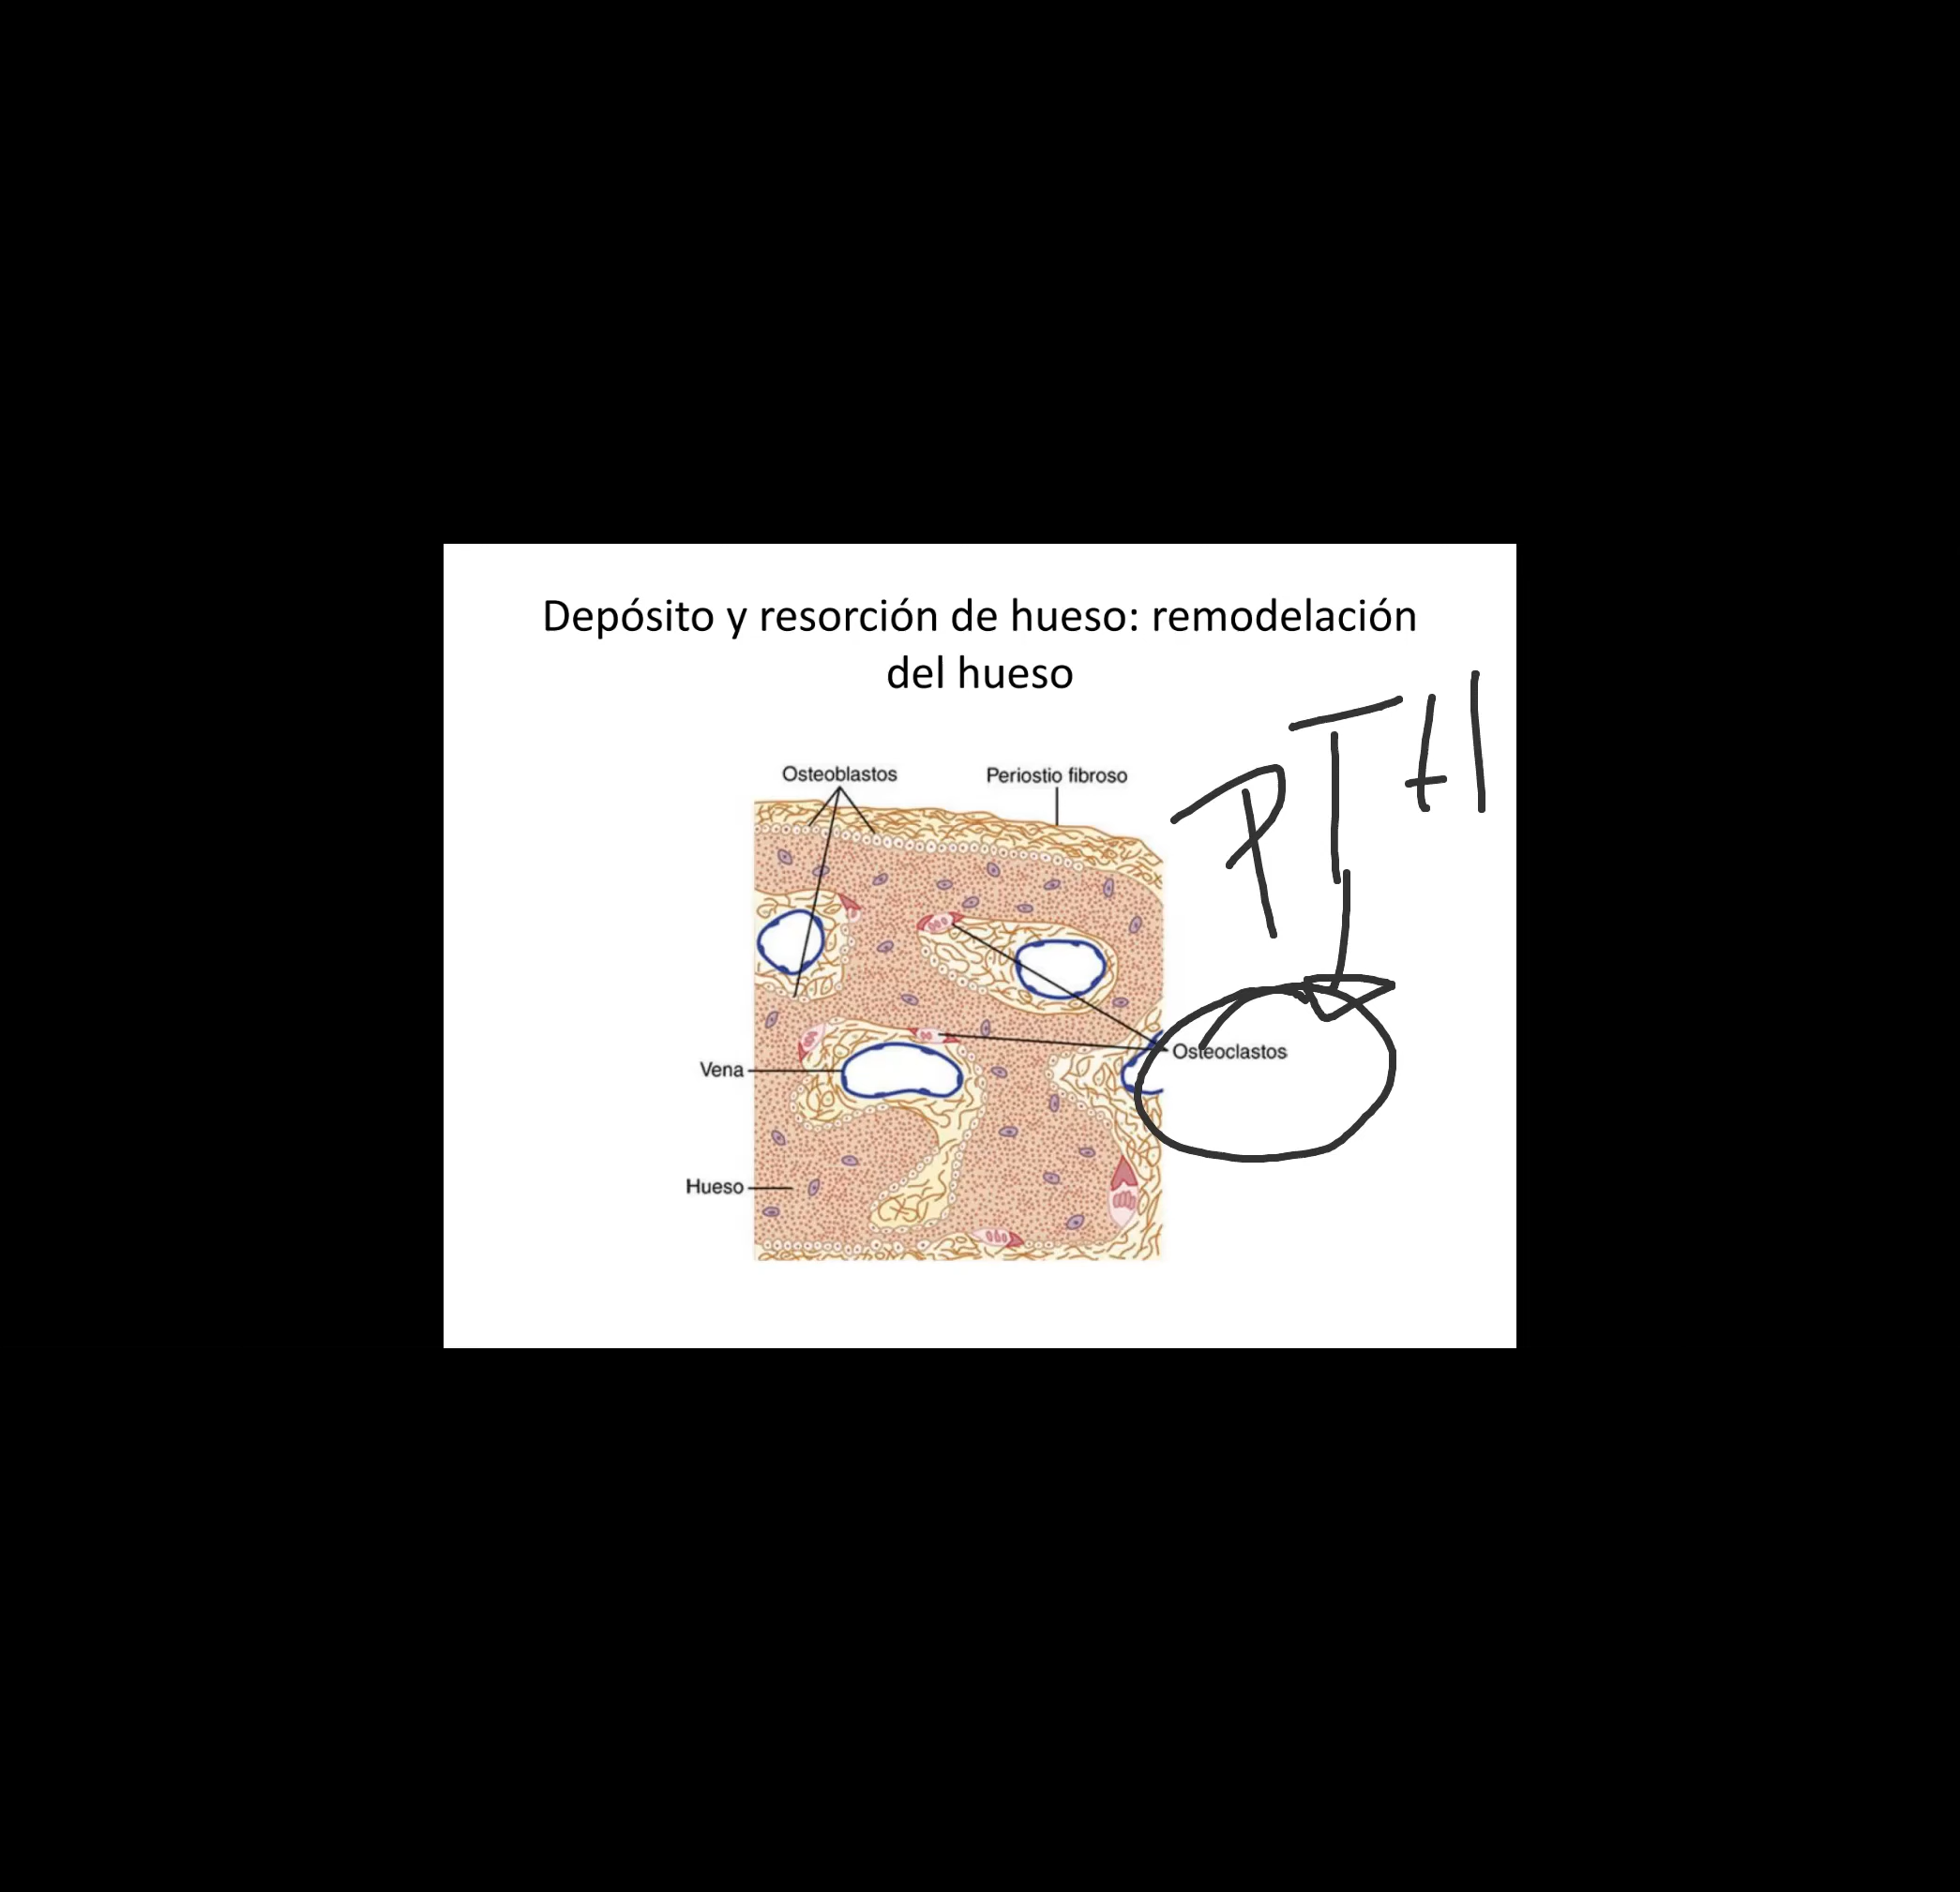 Depósito y resorción de hueso: remodelación
del hueso
PTH
Osteoblastos
Periostio fibroso
Osteoclastos
Vena
Hueso